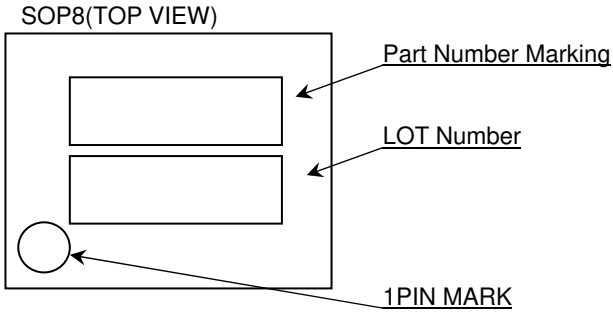 SOP8(TOP VIEW)
Part Number Marking
LOT Number
1PIN MARK